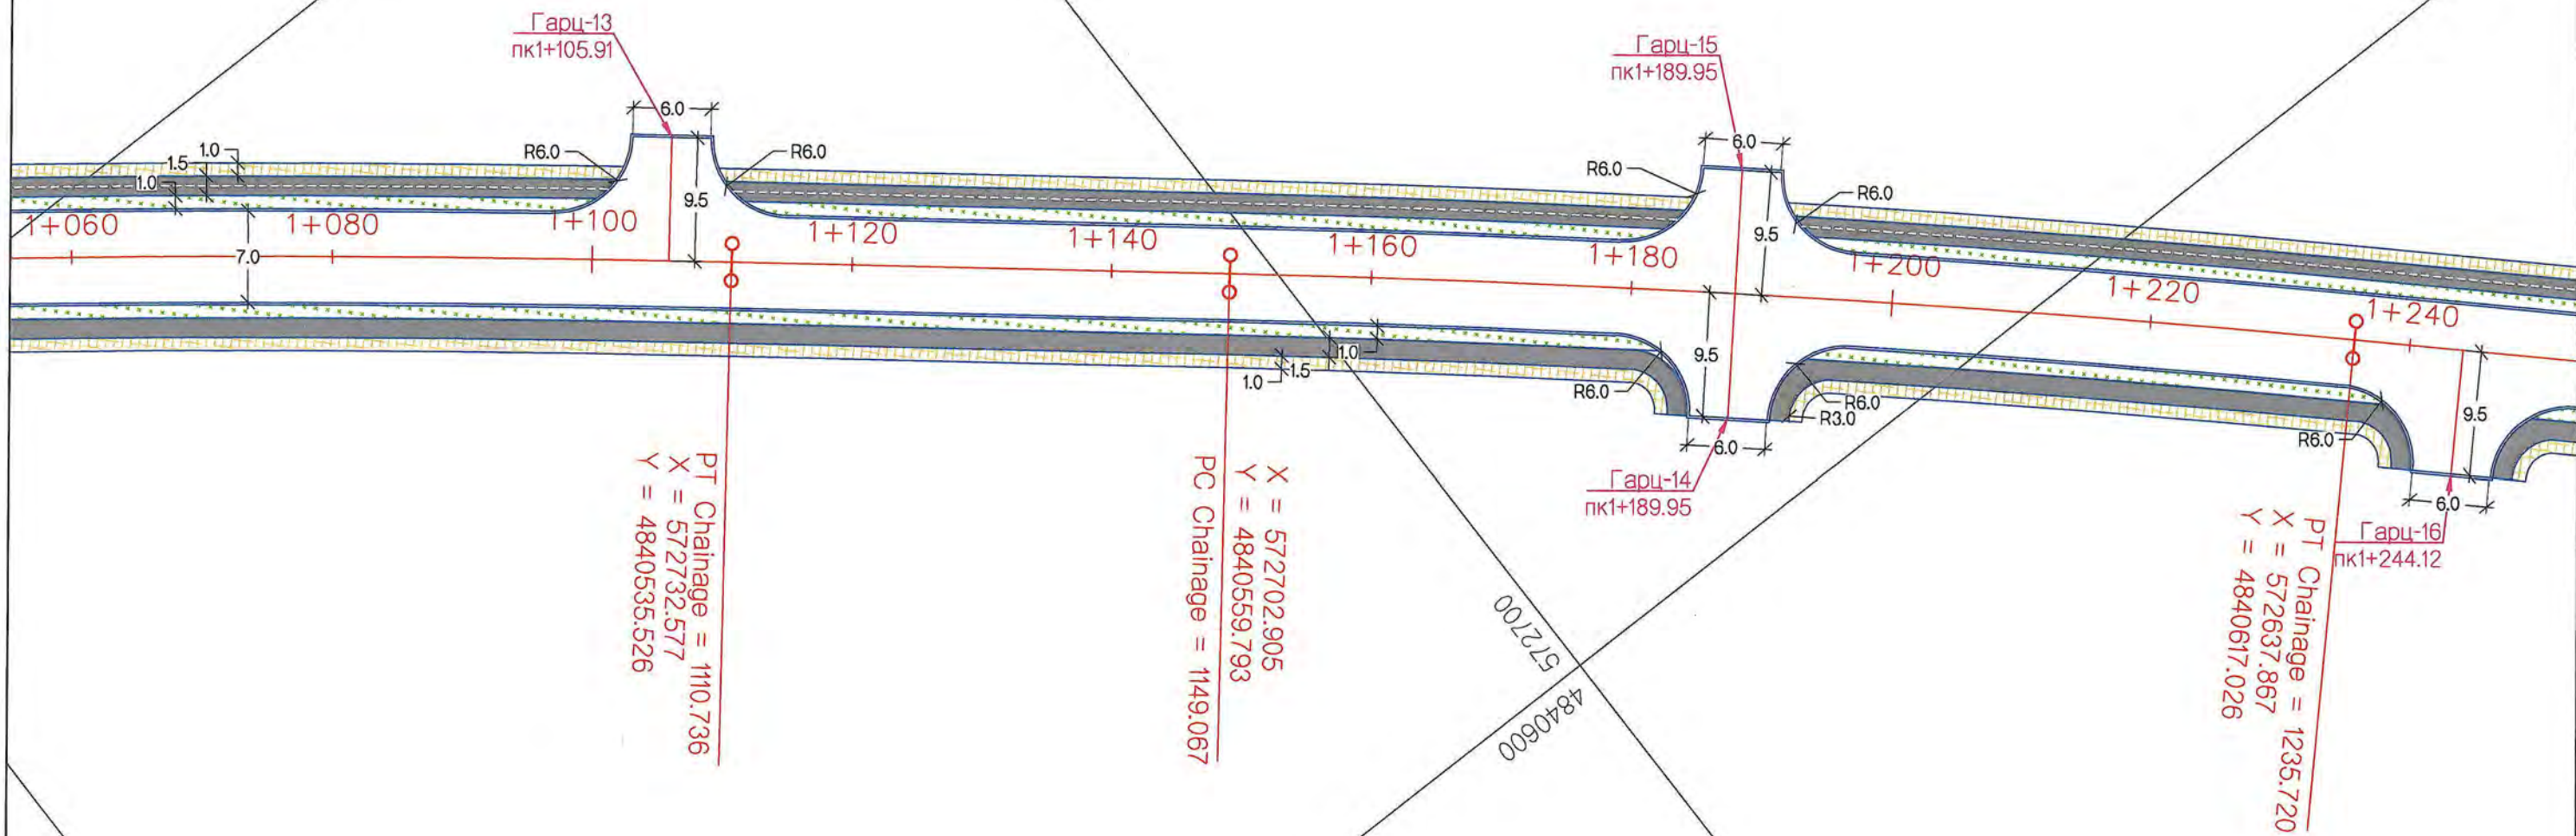 Гарц-13
пк1+105.91
Гарц-15
пк1+189.95
6.0
6.0
R6.0
R6.0
R6.0
R6.0
1.0
1.5
1.0
9.5
9.5
1+060
1+080
1+100
1+120
1+140
1+160
1+180
1+200
1+220
1+240
7.0
1.0
1.5
1.0
9.5
9.5
R6.0
R6.0
R3.0
R6.0
6.0
6.0
Гарц-14
пк1+189.95
Гарц-16
пк1+244.12
PT Chainage = 1110.736
X = 572732.577
Y = 4840535.526
X = 572702.905
Y = 4840559.793
PC Chainage = 1149.067
PT Chainage = 1235.720
X = 572637.867
Y = 4840617.026
572700
4840600